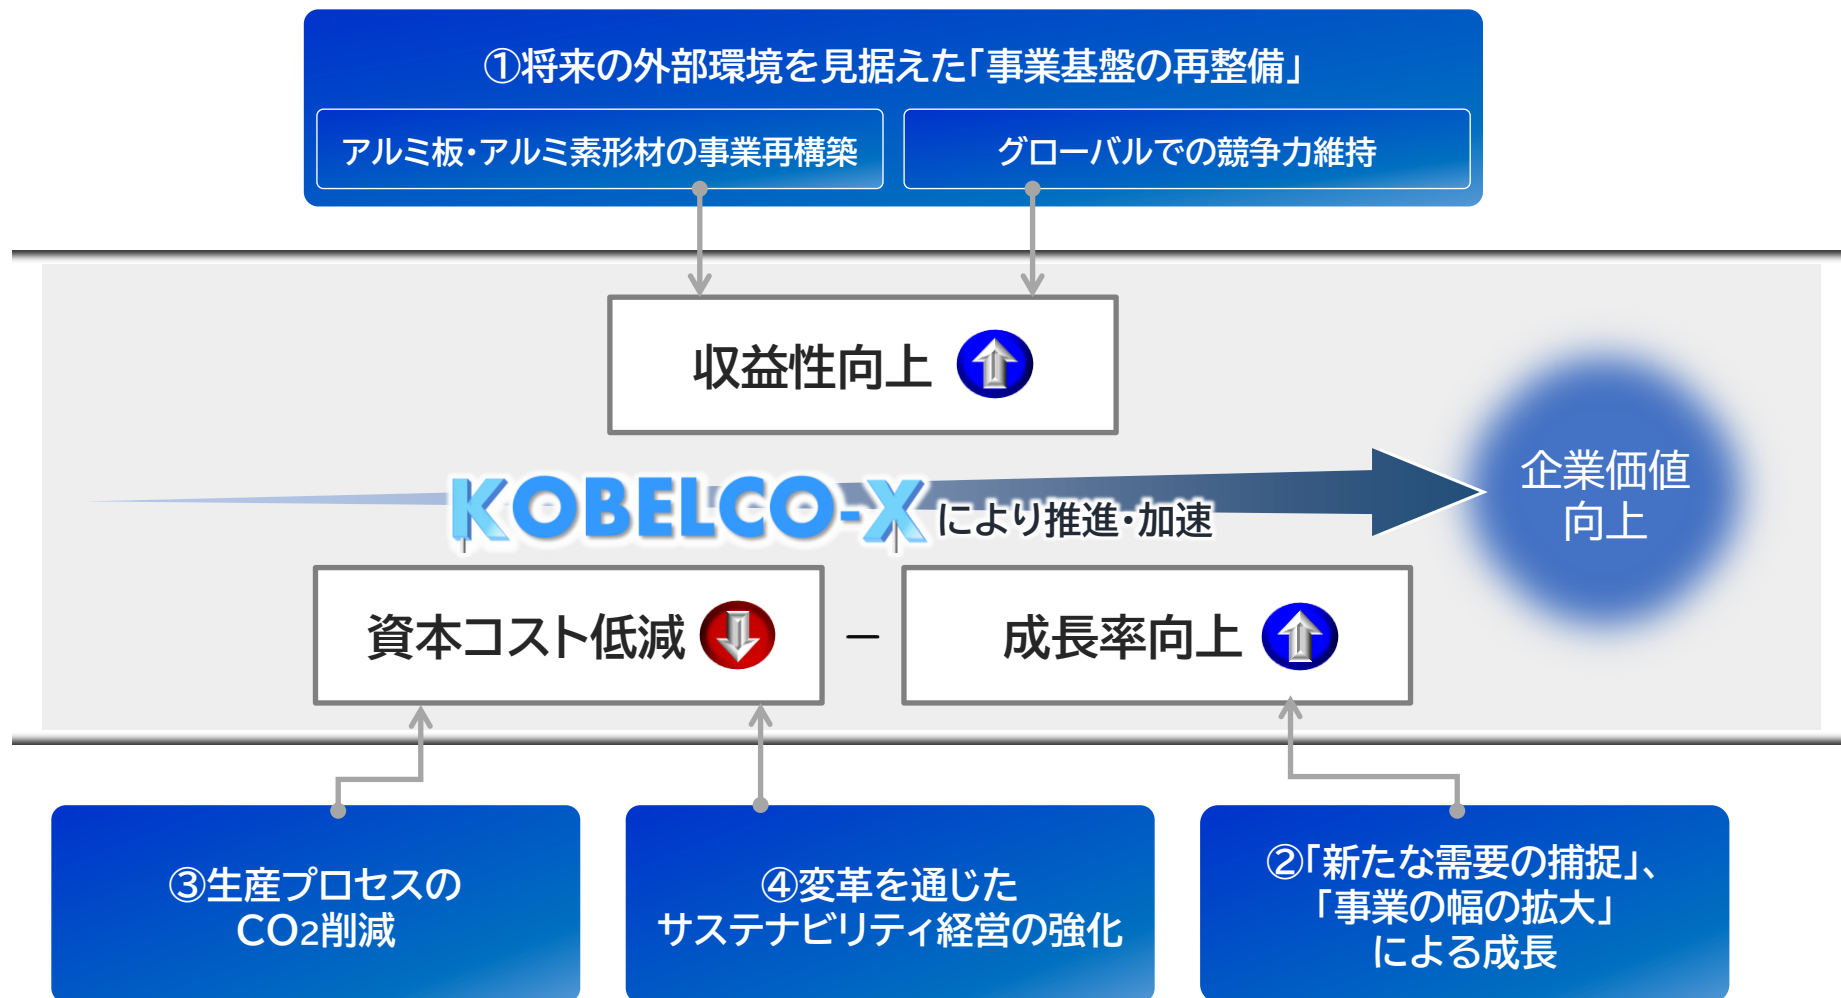 ①将来の外部環境を見据えた「事業基盤の再整備」
アルミ板・アルミ素形材の事業再構築
グローバルでの競争力維持
収益性向上
KOBELCO-X により推進・加速
企業価値
向上
資本コスト低減 － 成長率向上
③生産プロセスの
CO2削減
④変革を通じた
サステナビリティ経営の強化
②「新たな需要の捕捉」、
「事業の幅の拡大」
による成長